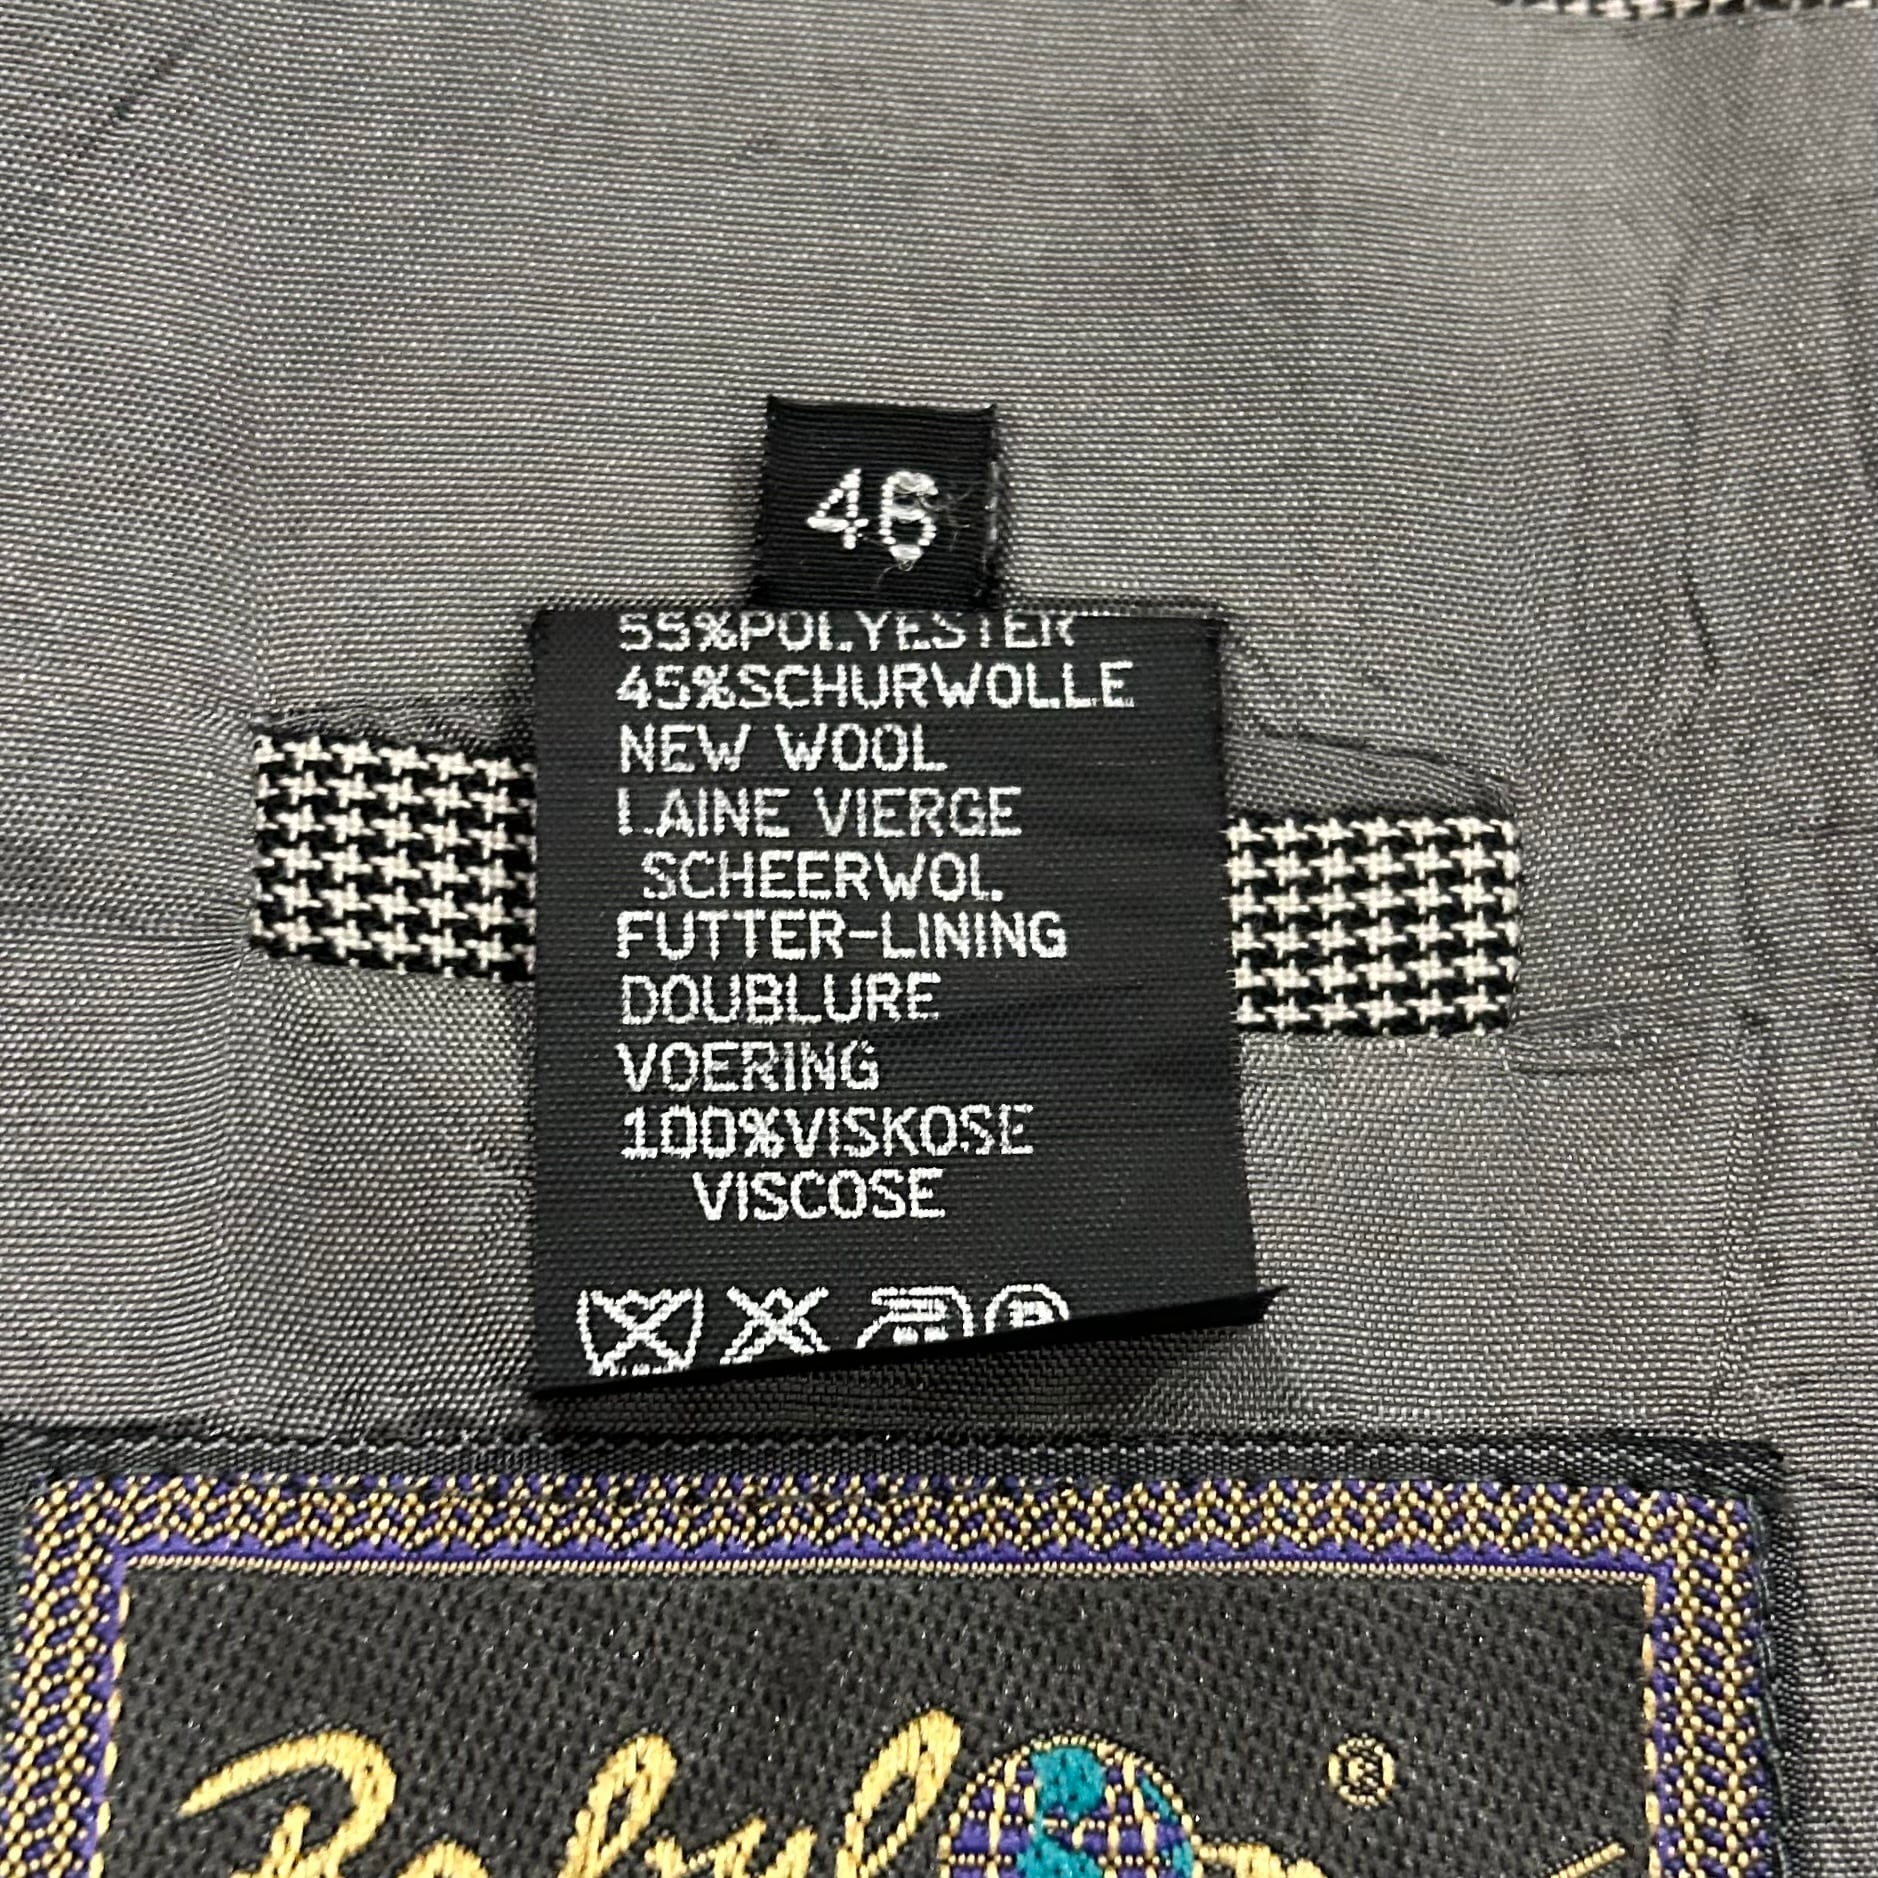 46
55%POLYESTER
45%SCHURWOLLE
NEW WOOL
LAINE VIERGE
SCHEERWOL
FUTTER-LINING
DOUBLURE
VOERING
100%VISKOSE
VISCOSE
®